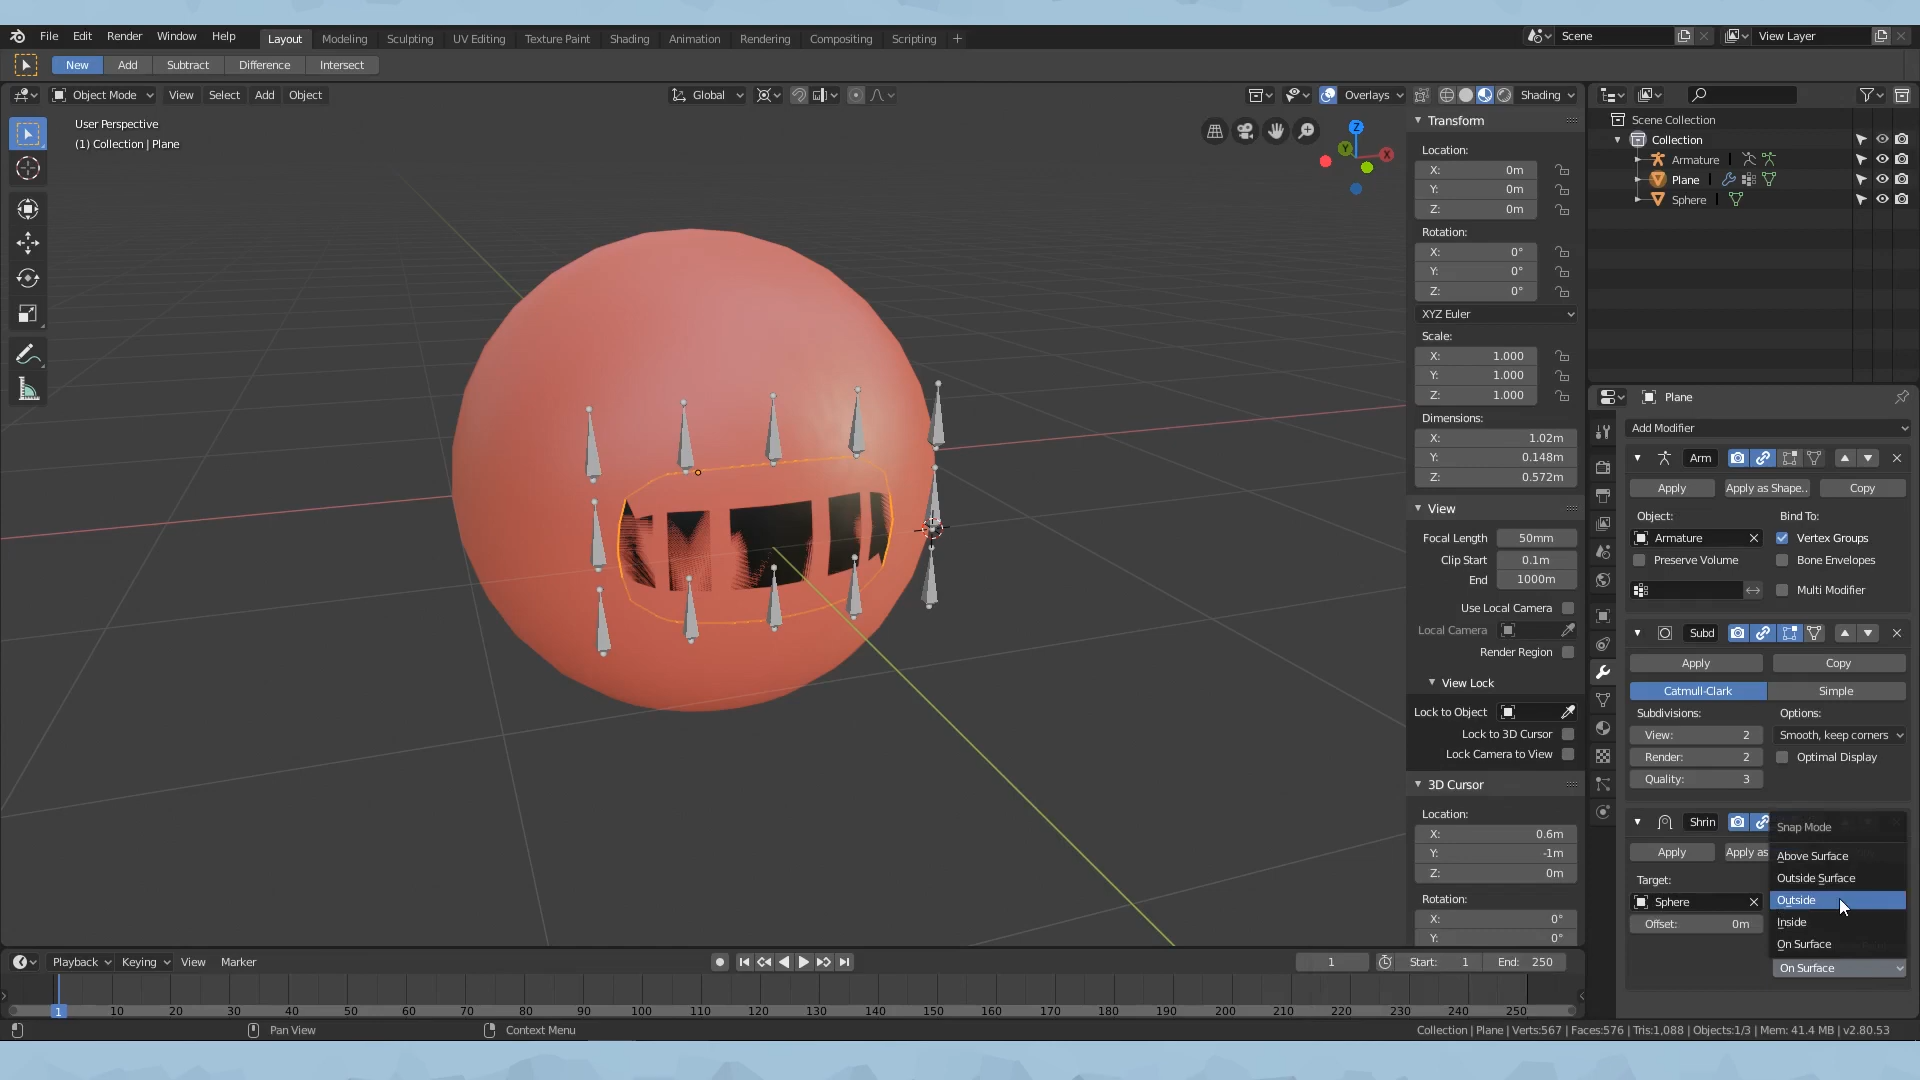 File Edit Render Window Help Layout Modeling Sculpting UV Editing Texture Paint Shading Animation Rendering Compositing Scripting + Scene View Layer
New Add Subtract Difference Intersect
Object Mode View Select Add Object Global Overlays Shading
User Perspective
(1) Collection | Plane
Z
Y
X
Transform
Location:
X: 0m
Y: 0m
Z: 0m
Rotation:
X: 0°
Y: 0°
Z: 0°
XYZ Euler
Scale:
X: 1.000
Y: 1.000
Z: 1.000
Dimensions:
X: 1.02m
Y: 0.148m
Z: 0.572m
View
Focal Length 50mm
Clip Start 0.1m
End 1000m
Use Local Camera
Local Camera
Render Region
View Lock
Lock to Object
Lock to 3D Cursor
Lock Camera to View
3D Cursor
Location:
X: 0.6m
Y: -1m
Z: 0m
Rotation:
X: 0°
Y: 0°
Scene Collection
Collection
Armature
Plane
Sphere
Plane
Add Modifier
Arm
Apply Apply as Shape.. Copy
Object: Bind To:
Armature Vertex Groups
Preserve Volume Bone Envelopes
Multi Modifier
Subd
Apply Copy
Catmull-Clark Simple
Subdivisions: Options:
View: 2 Smooth, keep corners
Render: 2 Optimal Display
Quality: 3
Shrin
Apply Apply as
Target:
Sphere
Offset: 0m
Snap Mode
Above Surface
Outside Surface
Outside
Inside
On Surface
On Surface
Playback Keying View Marker 1 Start: 1 End: 250
1 10 20 30 40 50 60 70 80 90 100 110 120 130 140 150 160 170 180 190 200 210 220 230 240 250
Pan View Context Menu Collection | Plane | Verts:567 | Faces:576 | Tris:1,088 | Objects:1/3 | Mem: 41.4 MB | v2.80.53